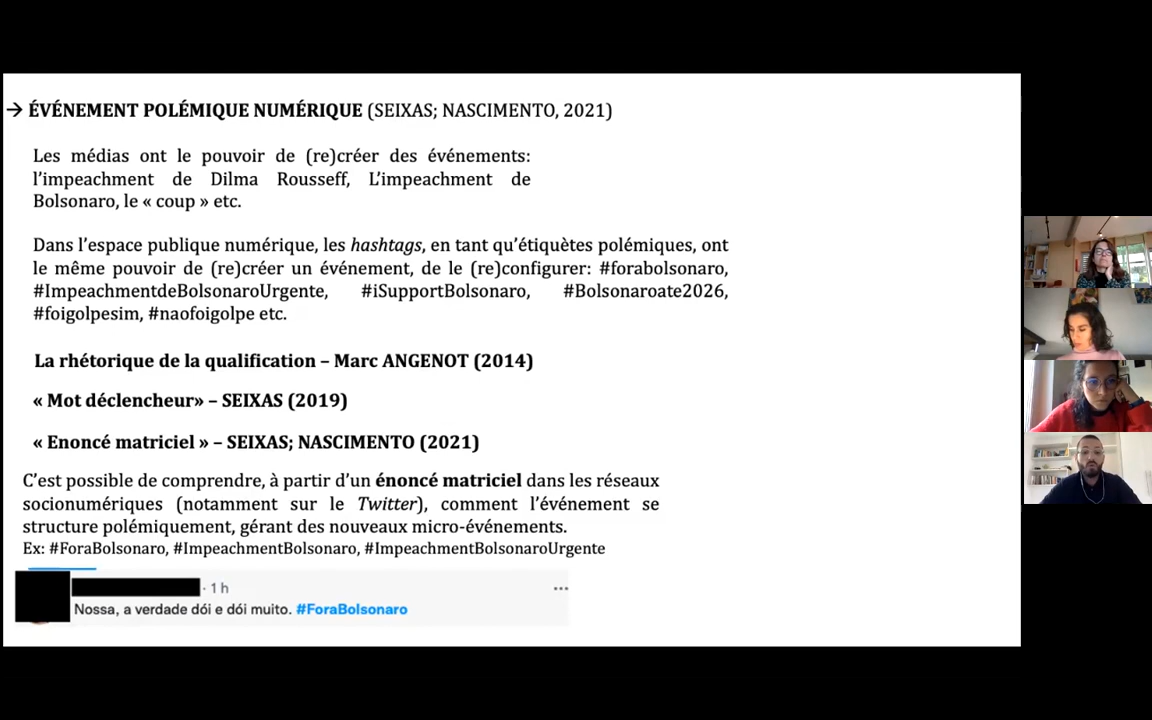 → ÉVÉNEMENT POLÉMIQUE NUMÉRIQUE (SEIXAS; NASCIMENTO, 2021)
Les médias ont le pouvoir de (re)créer des événements:
l’impeachment de Dilma Rousseff, L’impeachment de
Bolsonaro, le « coup » etc.
Dans l’espace publique numérique, les hashtags, en tant qu’étiquètes polémiques, ont
le même pouvoir de (re)créer un événement, de le (re)configurer: #forabolsonaro,
#ImpeachmentdeBolsonaroUrgente, #iSupportBolsonaro, #Bolsonaroate2026,
#foigolpesim, #naofoigolpe etc.
La rhétorique de la qualification – Marc ANGENOT (2014)
« Mot déclencheur» – SEIXAS (2019)
« Enoncé matriciel » – SEIXAS; NASCIMENTO (2021)
C’est possible de comprendre, à partir d’un énoncé matriciel dans les réseaux
socionumériques (notamment sur le Twitter), comment l’événement se
structure polémiquement, gérant des nouveaux micro-événements.
Ex: #ForaBolsonaro, #ImpeachmentBolsonaro, #ImpeachmentBolsonaroUrgente
· 1 h ...
Nossa, a verdade dói e dói muito. #ForaBolsonaro